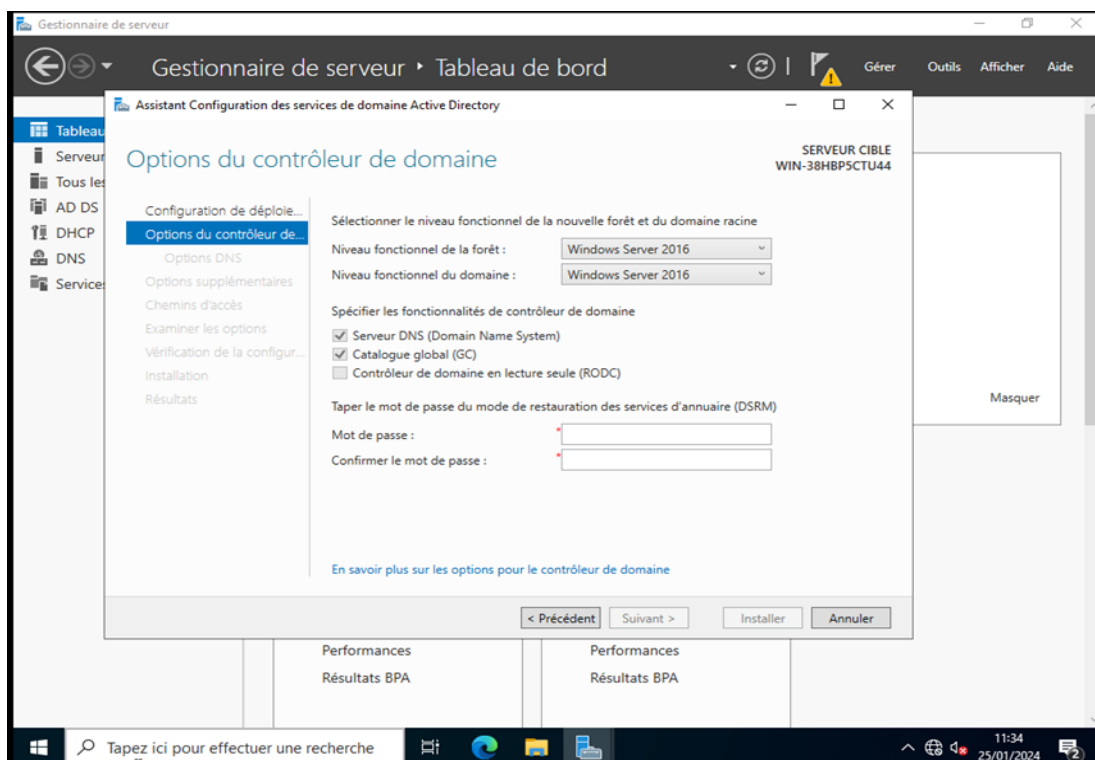 Gestionnaire de serveur
Gestionnaire de serveur • Tableau de bord
Gérer Outils Afficher Aide
Assistant Configuration des services de domaine Active Directory
Tableau
Serveur
Tous les
AD DS
DHCP
DNS
Services
Options du contrôleur de domaine
SERVEUR CIBLE
WIN-38HBP5CTU44
Configuration de déploie...
Options du contrôleur de...
Options DNS
Options supplémentaires
Chemins d'accès
Examiner les options
Vérification de la configur...
Installation
Résultats
Sélectionner le niveau fonctionnel de la nouvelle forêt et du domaine racine
Niveau fonctionnel de la forêt : Windows Server 2016
Niveau fonctionnel du domaine : Windows Server 2016
Spécifier les fonctionnalités de contrôleur de domaine
Serveur DNS (Domain Name System)
Catalogue global (GC)
Contrôleur de domaine en lecture seule (RODC)
Taper le mot de passe du mode de restauration des services d'annuaire (DSRM)
Mot de passe : *
Confirmer le mot de passe : *
Masquer
En savoir plus sur les options pour le contrôleur de domaine
< Précédent Suivant > Installer Annuler
Performances Performances
Résultats BPA Résultats BPA
Tapez ici pour effectuer une recherche
11:34
25/01/2024
2